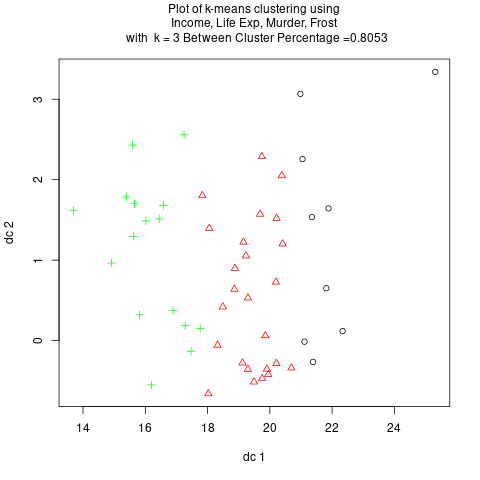 Plot of k-means clustering using
Income, Life Exp, Murder, Frost
with k = 3 Between Cluster Percentage =0.8053
3
2
1
0
dc 2
14 16 18 20 22 24
dc 1